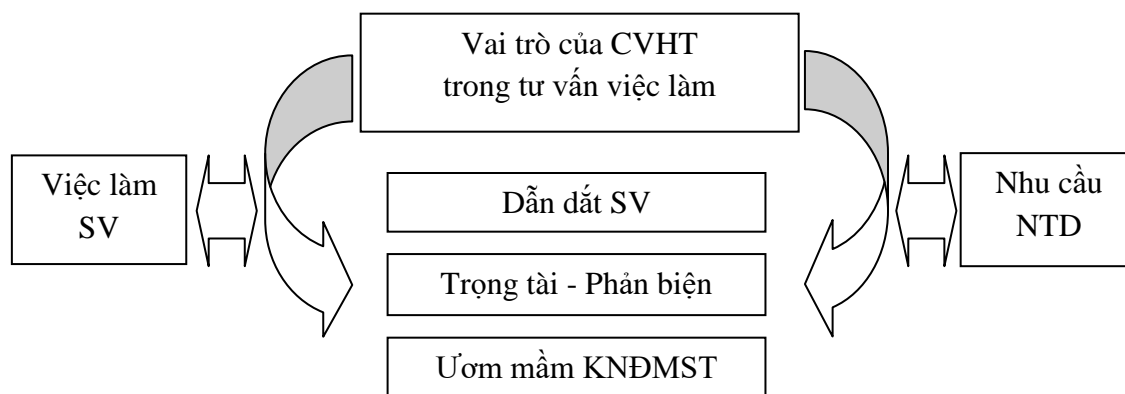 Vai trò của CVHT
trong tư vấn việc làm
Việc làm
SV
Dẫn dắt SV
Trọng tài - Phản biện
Ươm mầm KNĐMST
Nhu cầu
NTD